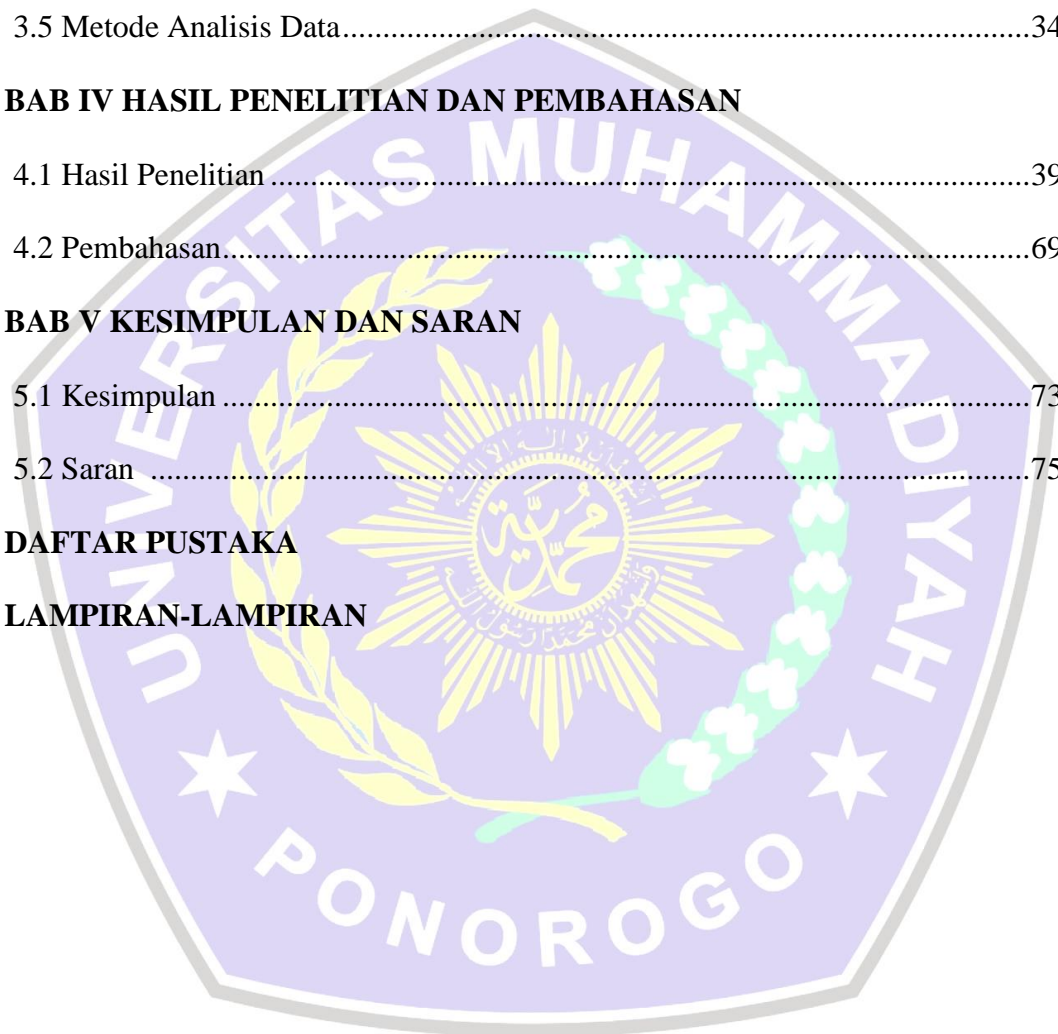 3.5 Metode Analisis Data..........................................................................................34
BAB IV HASIL PENELITIAN DAN PEMBAHASAN
4.1 Hasil Penelitian....................................................................................................39
4.2 Pembahasan..........................................................................................................69
BAB V KESIMPULAN DAN SARAN
5.1 Kesimpulan..........................................................................................................73
5.2 Saran ....................................................................................................................75
DAFTAR PUSTAKA
LAMPIRAN-LAMPIRAN
UNIVERSITAS MUHAMMADIYAH
PONOROGO
محمدية